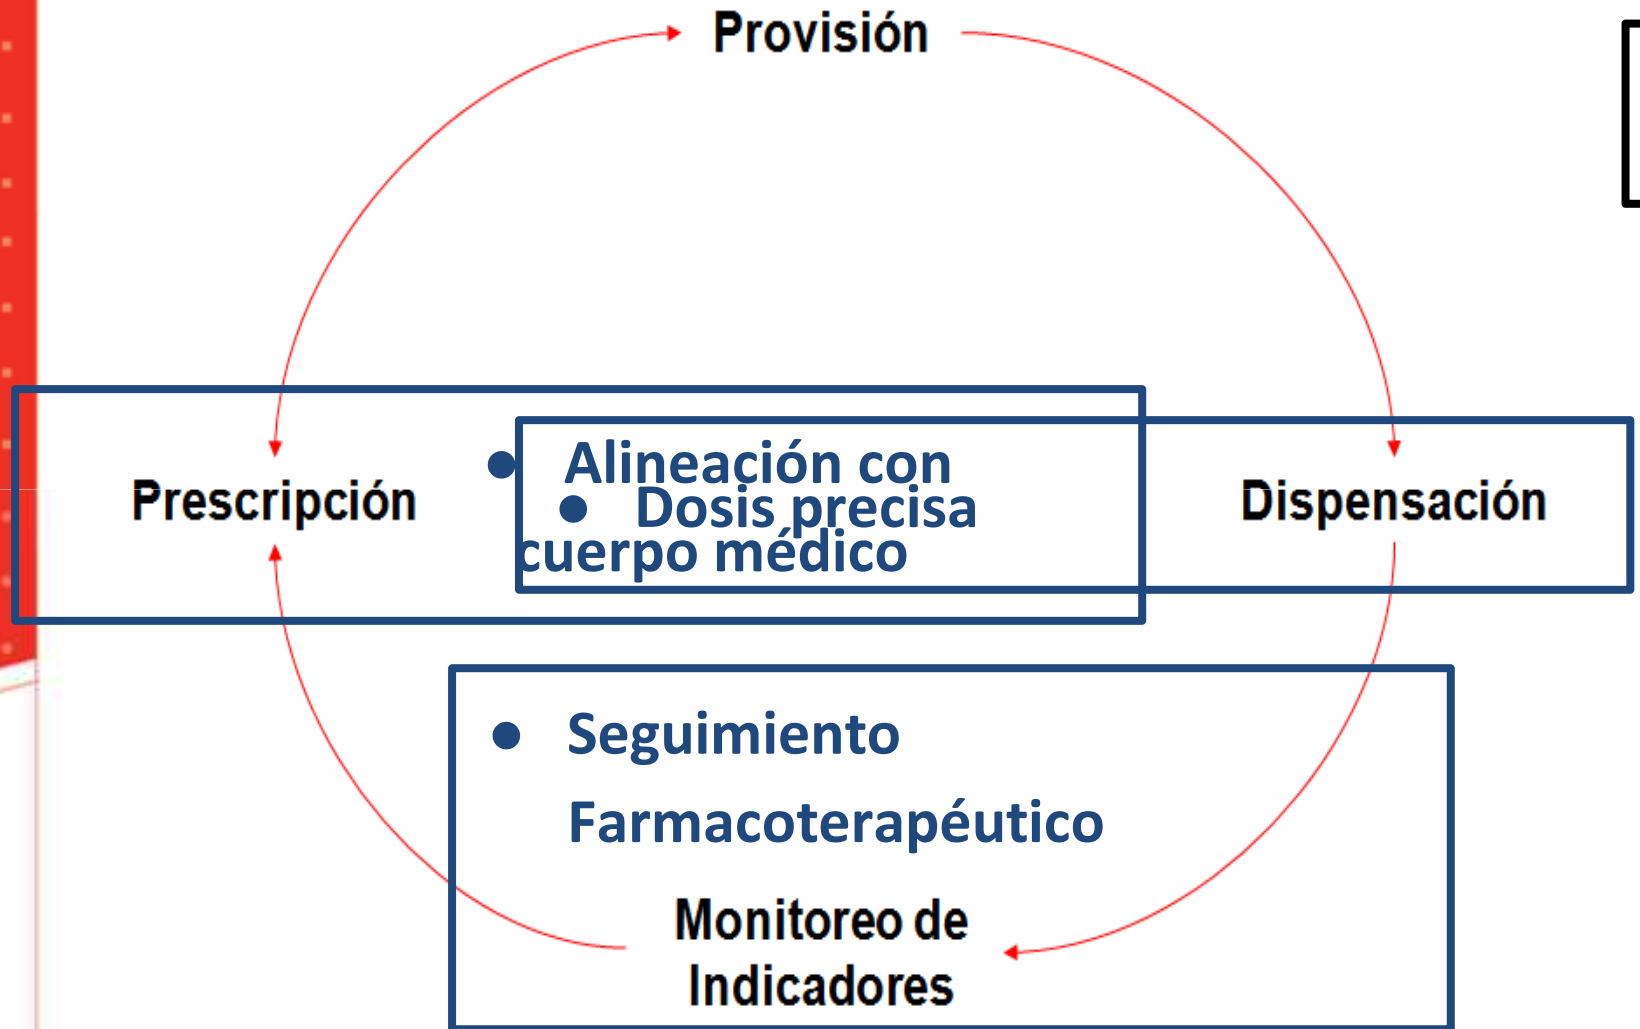 Provisión
Prescripción
● Alineación con
● Dosis precisa
cuerpo médico
Dispensación
● Seguimiento
Farmacoterapéutico
Monitoreo de
Indicadores